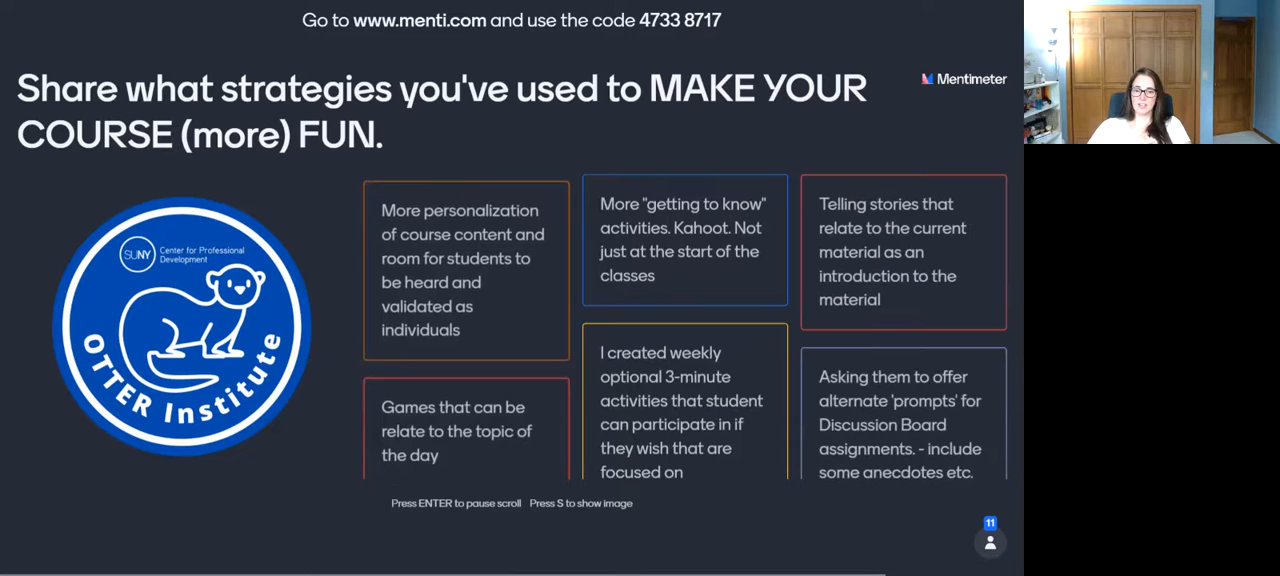 Go to www.menti.com and use the code 4733 8717
Share what strategies you've used to MAKE YOUR
COURSE (more) FUN.
Mentimeter
SUNY
Center for Professional
Development
OTTER Institute
More personalization
of course content and
room for students to
be heard and
validated as
individuals
Games that can be
relate to the topic of
the day
More "getting to know"
activities. Kahoot. Not
just at the start of the
classes
I created weekly
optional 3-minute
activities that student
can participate in if
they wish that are
focused on
Telling stories that
relate to the current
material as an
introduction to the
material
Asking them to offer
alternate 'prompts' for
Discussion Board
assignments. - include
some anecdotes etc.
Press ENTER to pause scroll Press S to show image
11